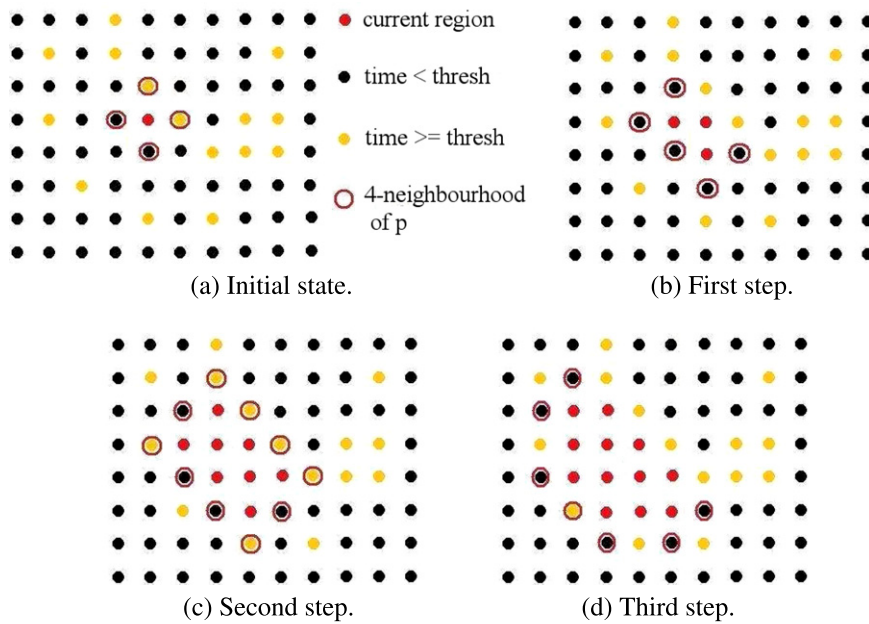 current region
time < thresh
time >= thresh
4-neighbourhood
of p
(a) Initial state.
(b) First step.
(c) Second step.
(d) Third step.